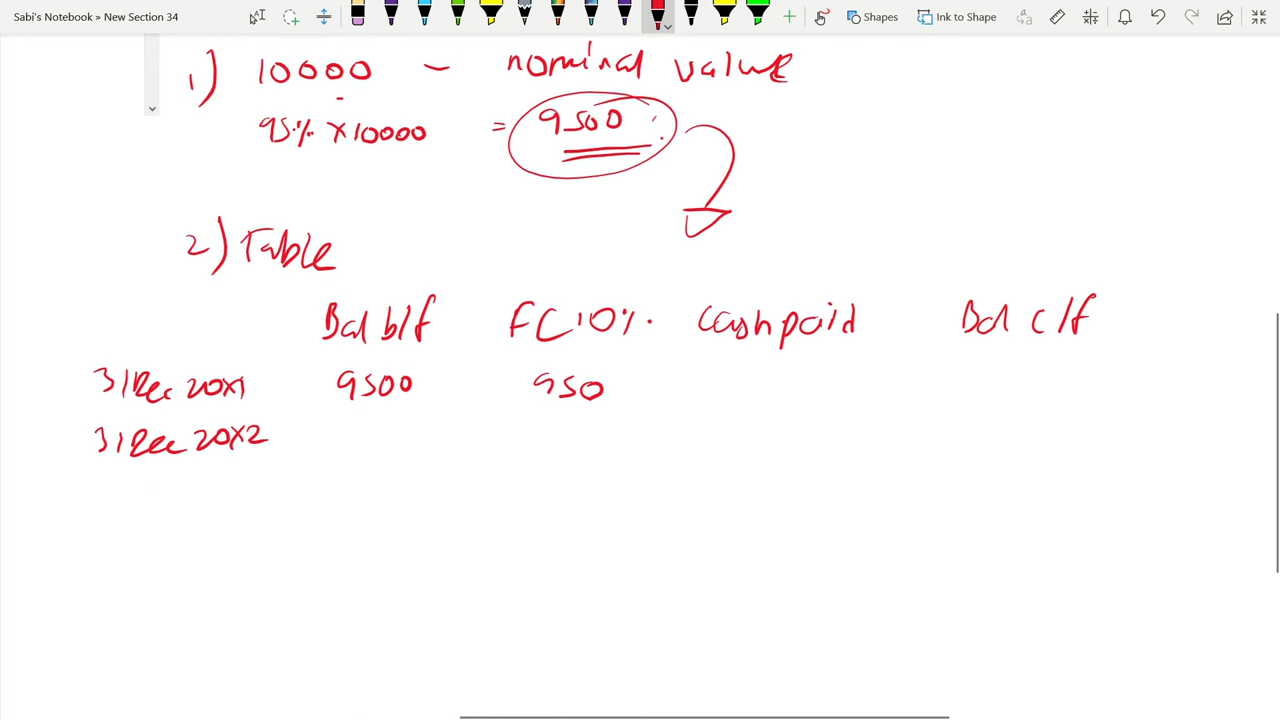 Sabi's Notebook » New Section 34
Shapes
Ink to Shape
1) 10000 - nominal value
95% x 10000 = 9500
2) Table
Bal b/f FC 10% Cash paid Bal c/f
31 Dec 20x1 9500 950
31 Dec 20x2